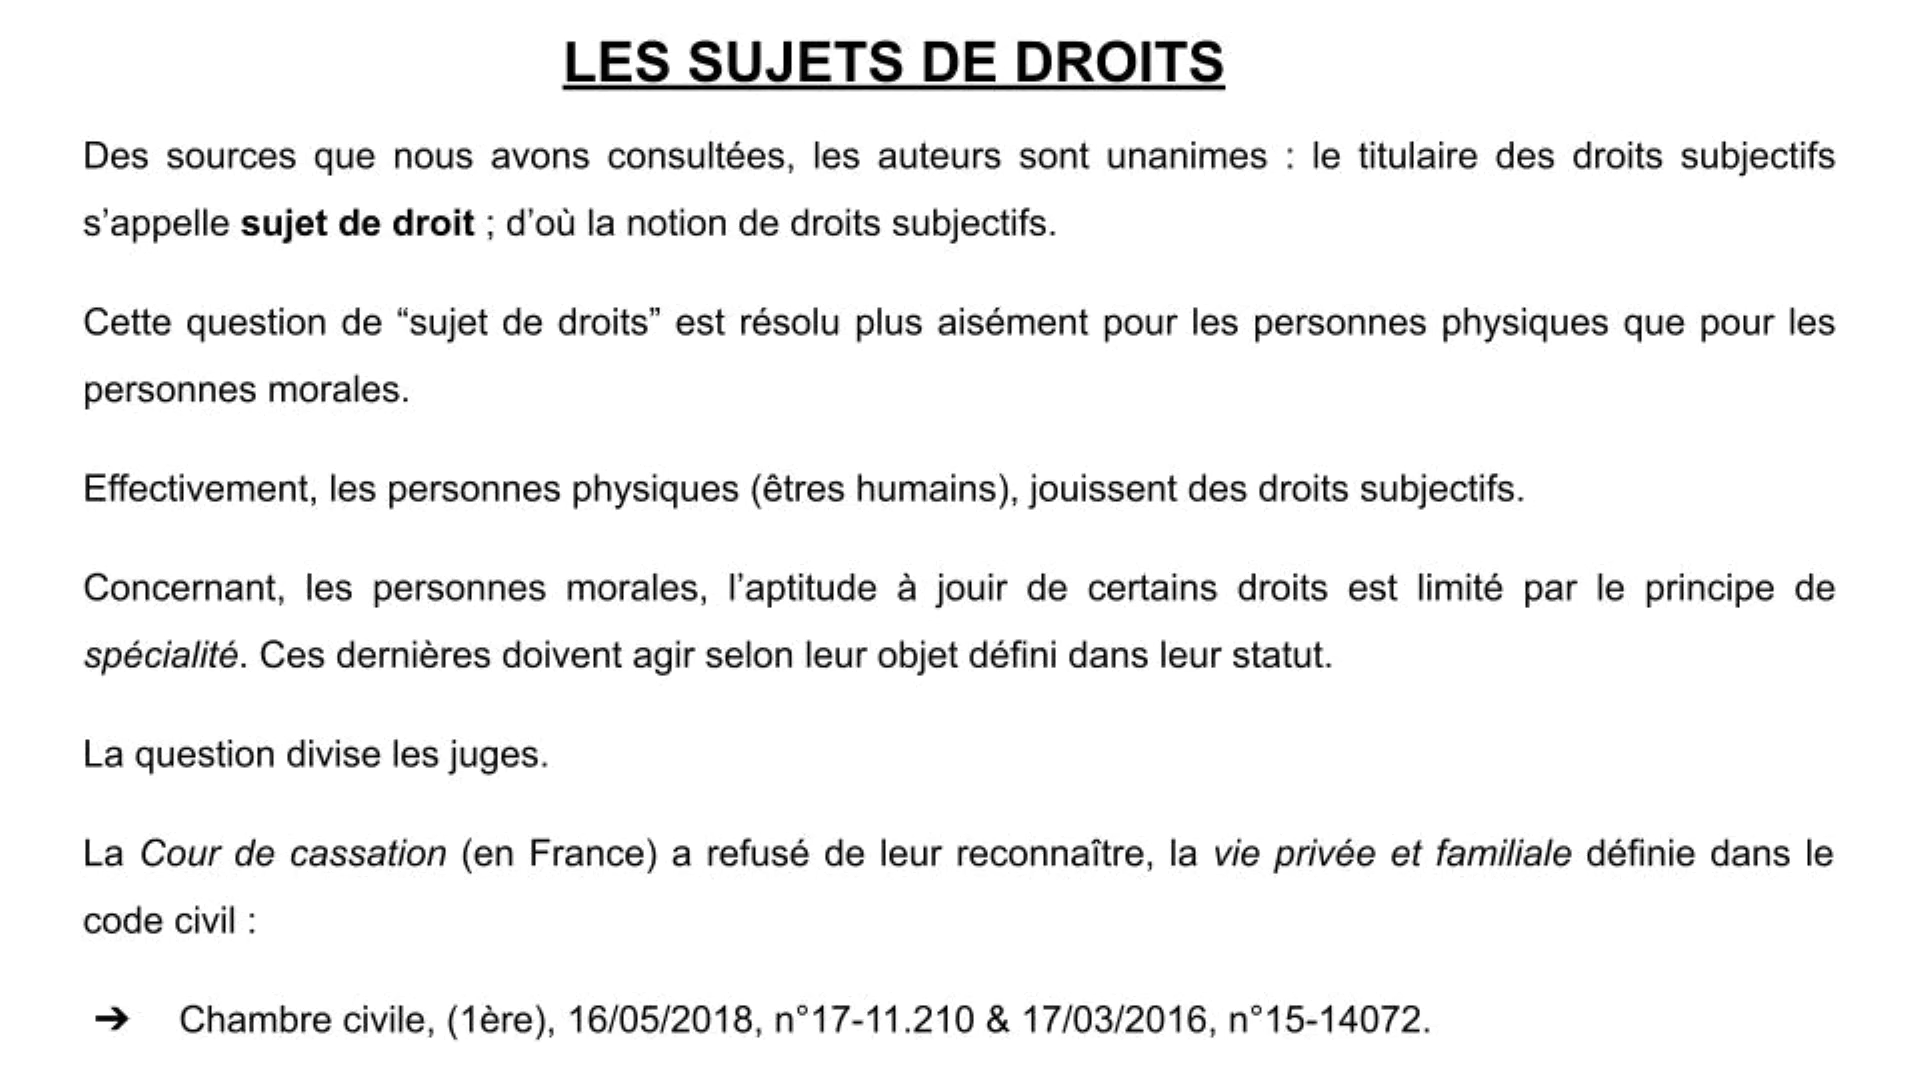 LES SUJETS DE DROITS
Des sources que nous avons consultées, les auteurs sont unanimes : le titulaire des droits subjectifs
s’appelle sujet de droit ; d’où la notion de droits subjectifs.
Cette question de “sujet de droits” est résolu plus aisément pour les personnes physiques que pour les
personnes morales.
Effectivement, les personnes physiques (êtres humains), jouissent des droits subjectifs.
Concernant, les personnes morales, l’aptitude à jouir de certains droits est limité par le principe de
spécialité. Ces dernières doivent agir selon leur objet défini dans leur statut.
La question divise les juges.
La Cour de cassation (en France) a refusé de leur reconnaître, la vie privée et familiale définie dans le
code civil :
➔ Chambre civile, (1ère), 16/05/2018, n°17-11.210 & 17/03/2016, n°15-14072.